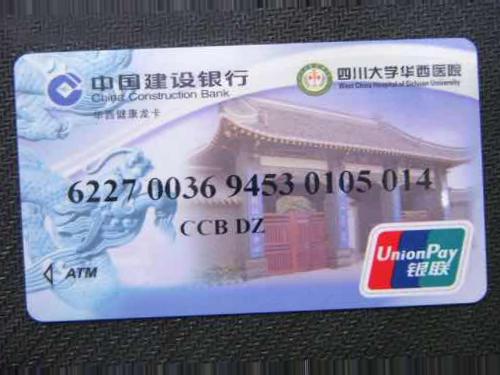 中国建设银行
China Construction Bank
华西健康龙卡
四川大学华西医院
West China Hospital of Sichuan University
6227 0036 9453 0105 014
CCB DZ
ATM
UnionPay
银联